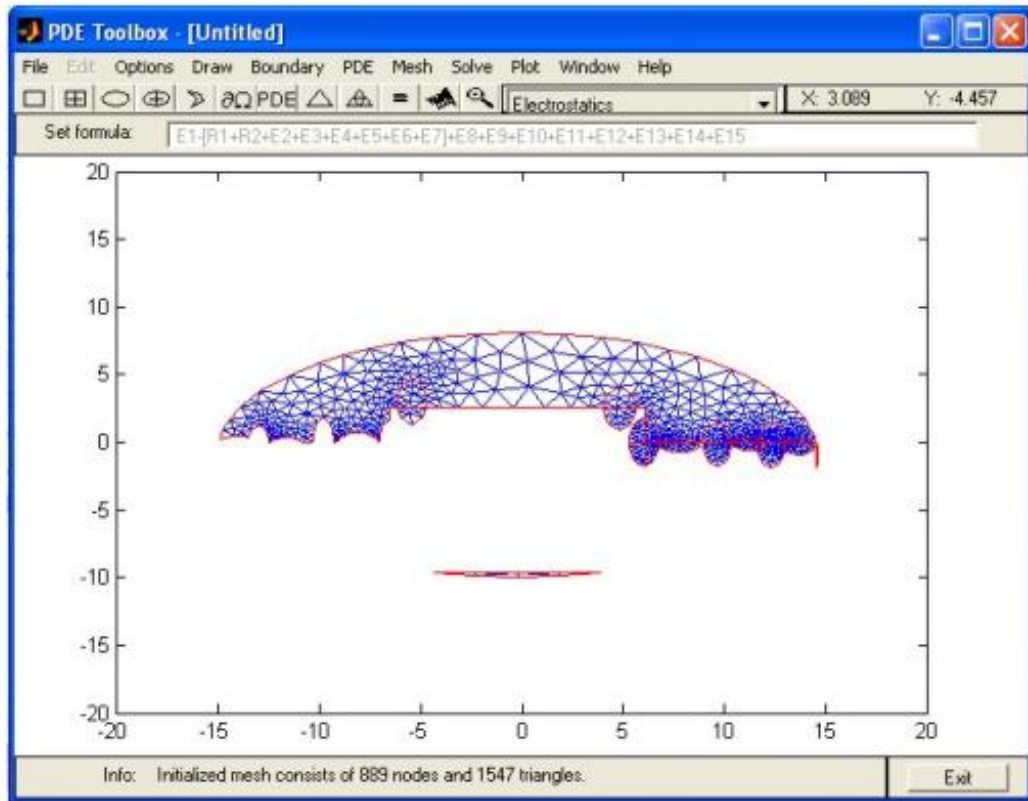 PDE Toolbox - [Untitled]
File Edit Options Draw Boundary PDE Mesh Solve Plot Window Help
∂Ω PDE = Electrostatics X: 3.089 Y: -4.457
Set formula: E1-(R1+R2+E2+E3+E4+E5+E6+E7)+E8+E9+E10+E11+E12+E13+E14+E15
20
15
10
5
0
-5
-10
-15
-20
-20 -15 -10 -5 0 5 10 15 20
Info: Initialized mesh consists of 889 nodes and 1547 triangles. Exit